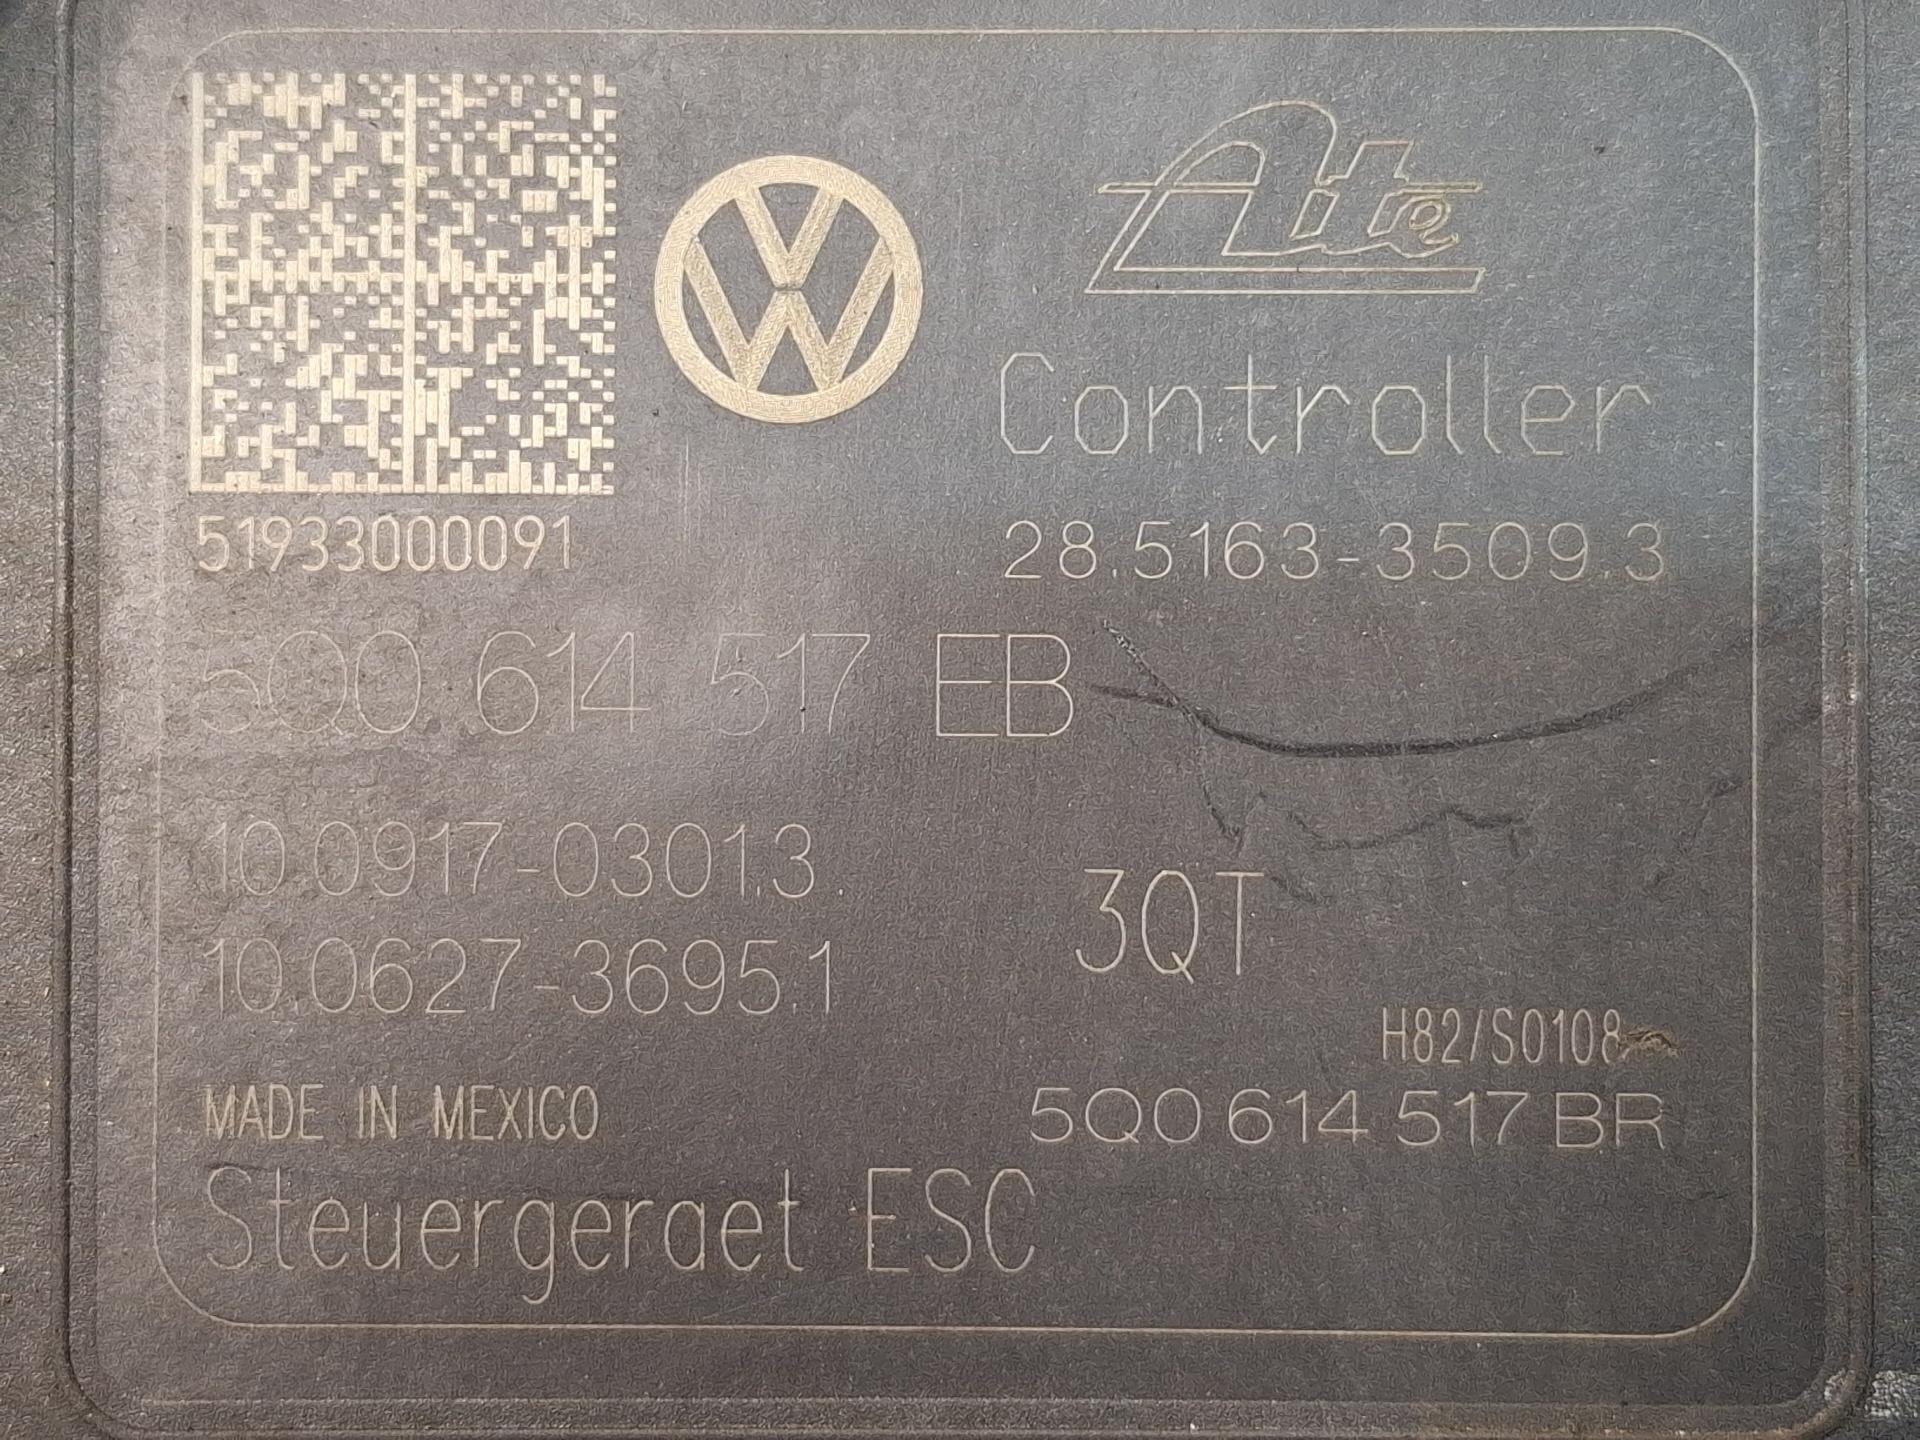 Ate
Controller
51933000091
28.5163-3509.3
5Q0 614 517 EB
10.0917-0301.3
10.0627-3695.1
3QT
H82/S0108
MADE IN MEXICO
5Q0 614 517 BR
Steuergeraet ESC